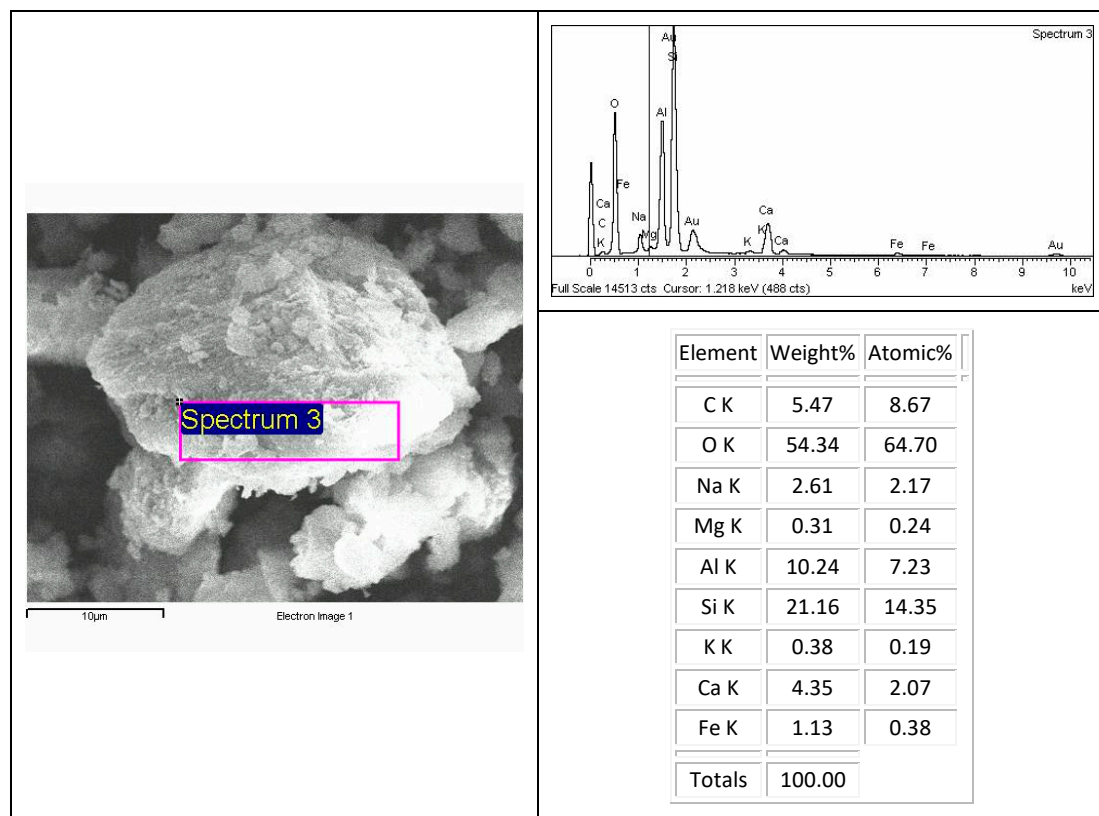 Spectrum 3
10µm
Electron Image 1
Spectrum 3
Au
Si
O
Al
Fe
Ca
C
K
Na
Mg
Au
Ca
K
K
Ca
Fe
Fe
Au
0 1 2 3 4 5 6 7 8 9 10
Full Scale 14513 cts Cursor: 1.218 keV (488 cts)
keV
Element Weight% Atomic%
C K 5.47 8.67
O K 54.34 64.70
Na K 2.61 2.17
Mg K 0.31 0.24
Al K 10.24 7.23
Si K 21.16 14.35
K K 0.38 0.19
Ca K 4.35 2.07
Fe K 1.13 0.38
Totals 100.00